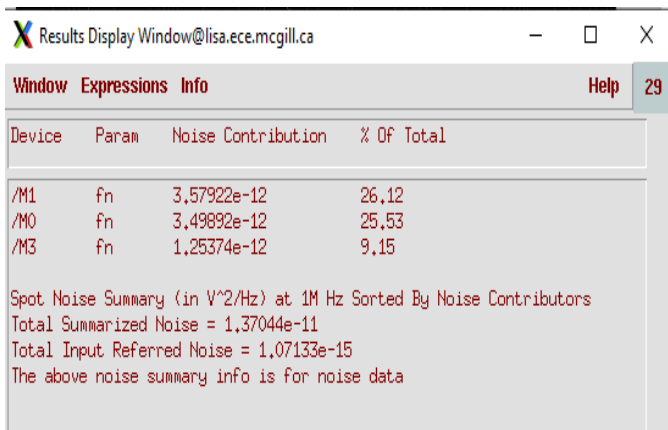 Results Display Window@lisa.ece.mcgill.ca
Window Expressions Info Help 29
Device Param Noise Contribution % Of Total
/M1 fn 3.57922e-12 26.12
/M0 fn 3.49892e-12 25.53
/M3 fn 1.25374e-12 9.15
Spot Noise Summary (in V^2/Hz) at 1M Hz Sorted By Noise Contributors
Total Summarized Noise = 1.37044e-11
Total Input Referred Noise = 1.07133e-15
The above noise summary info is for noise data